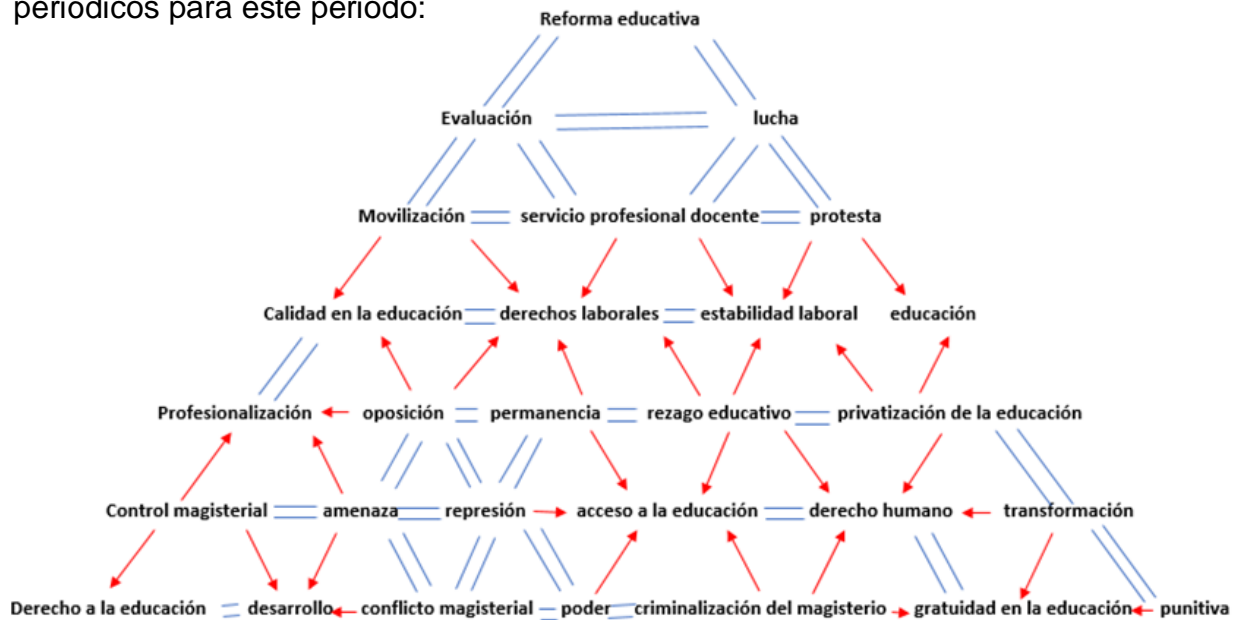 periódicos para este periodo:
Reforma educativa
Evaluación lucha
Movilización servicio profesional docente protesta
Calidad en la educación derechos laborales estabilidad laboral educación
Profesionalización oposición permanencia rezago educativo privatización de la educación
Control magisterial amenaza represión acceso a la educación derecho humano transformación
Derecho a la educación desarrollo conflicto magisterial poder criminalización del magisterio gratuidad en la educación punitiva